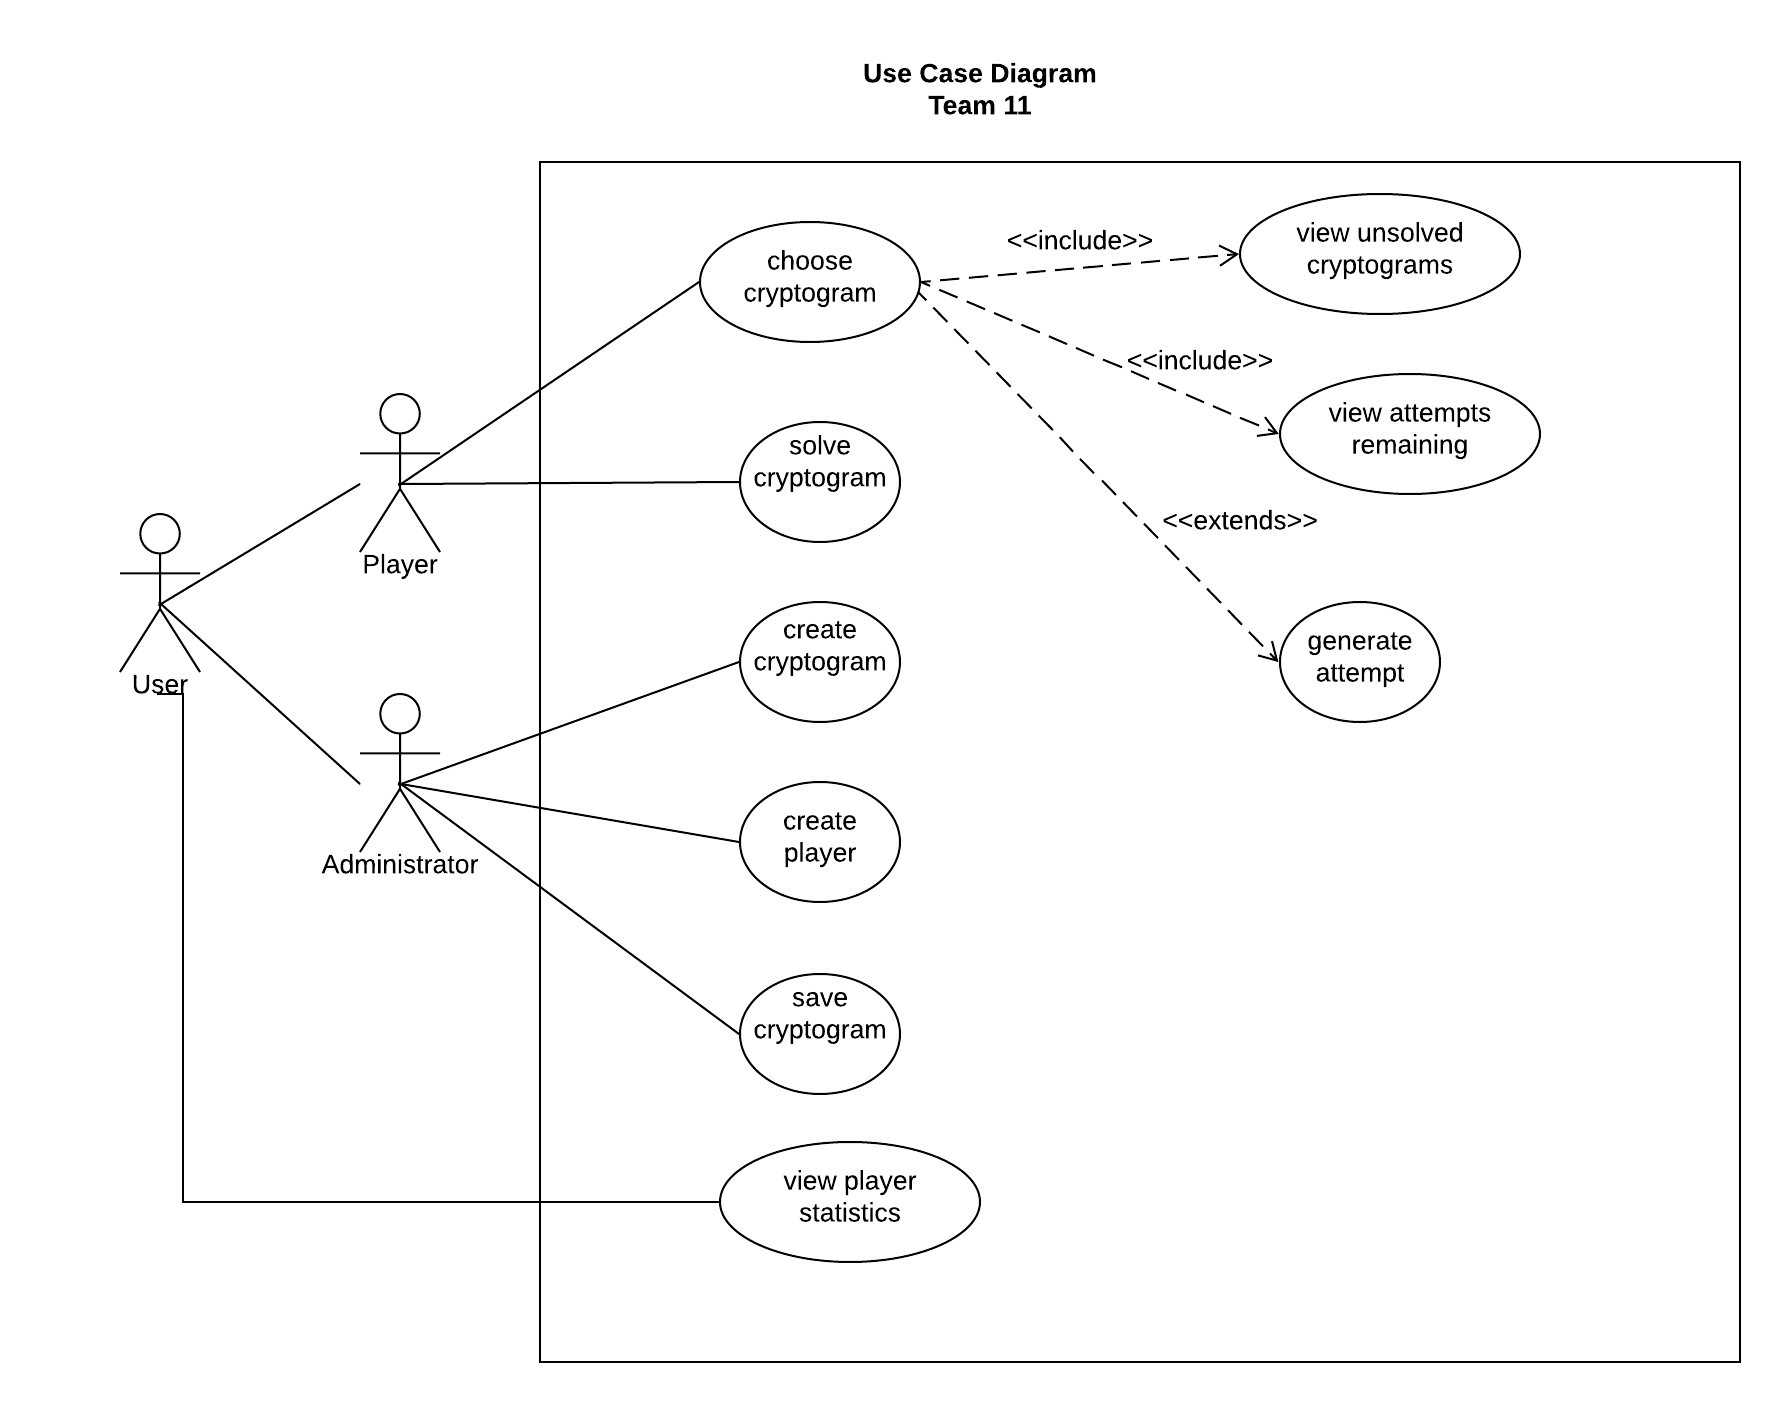 Use Case Diagram
Team 11
choose
cryptogram
<<include>>
view unsolved
cryptograms
<<include>>
view attempts
remaining
solve
cryptogram
<<extends>>
Player
create
cryptogram
generate
attempt
User
create
player
Administrator
save
cryptogram
view player
statistics